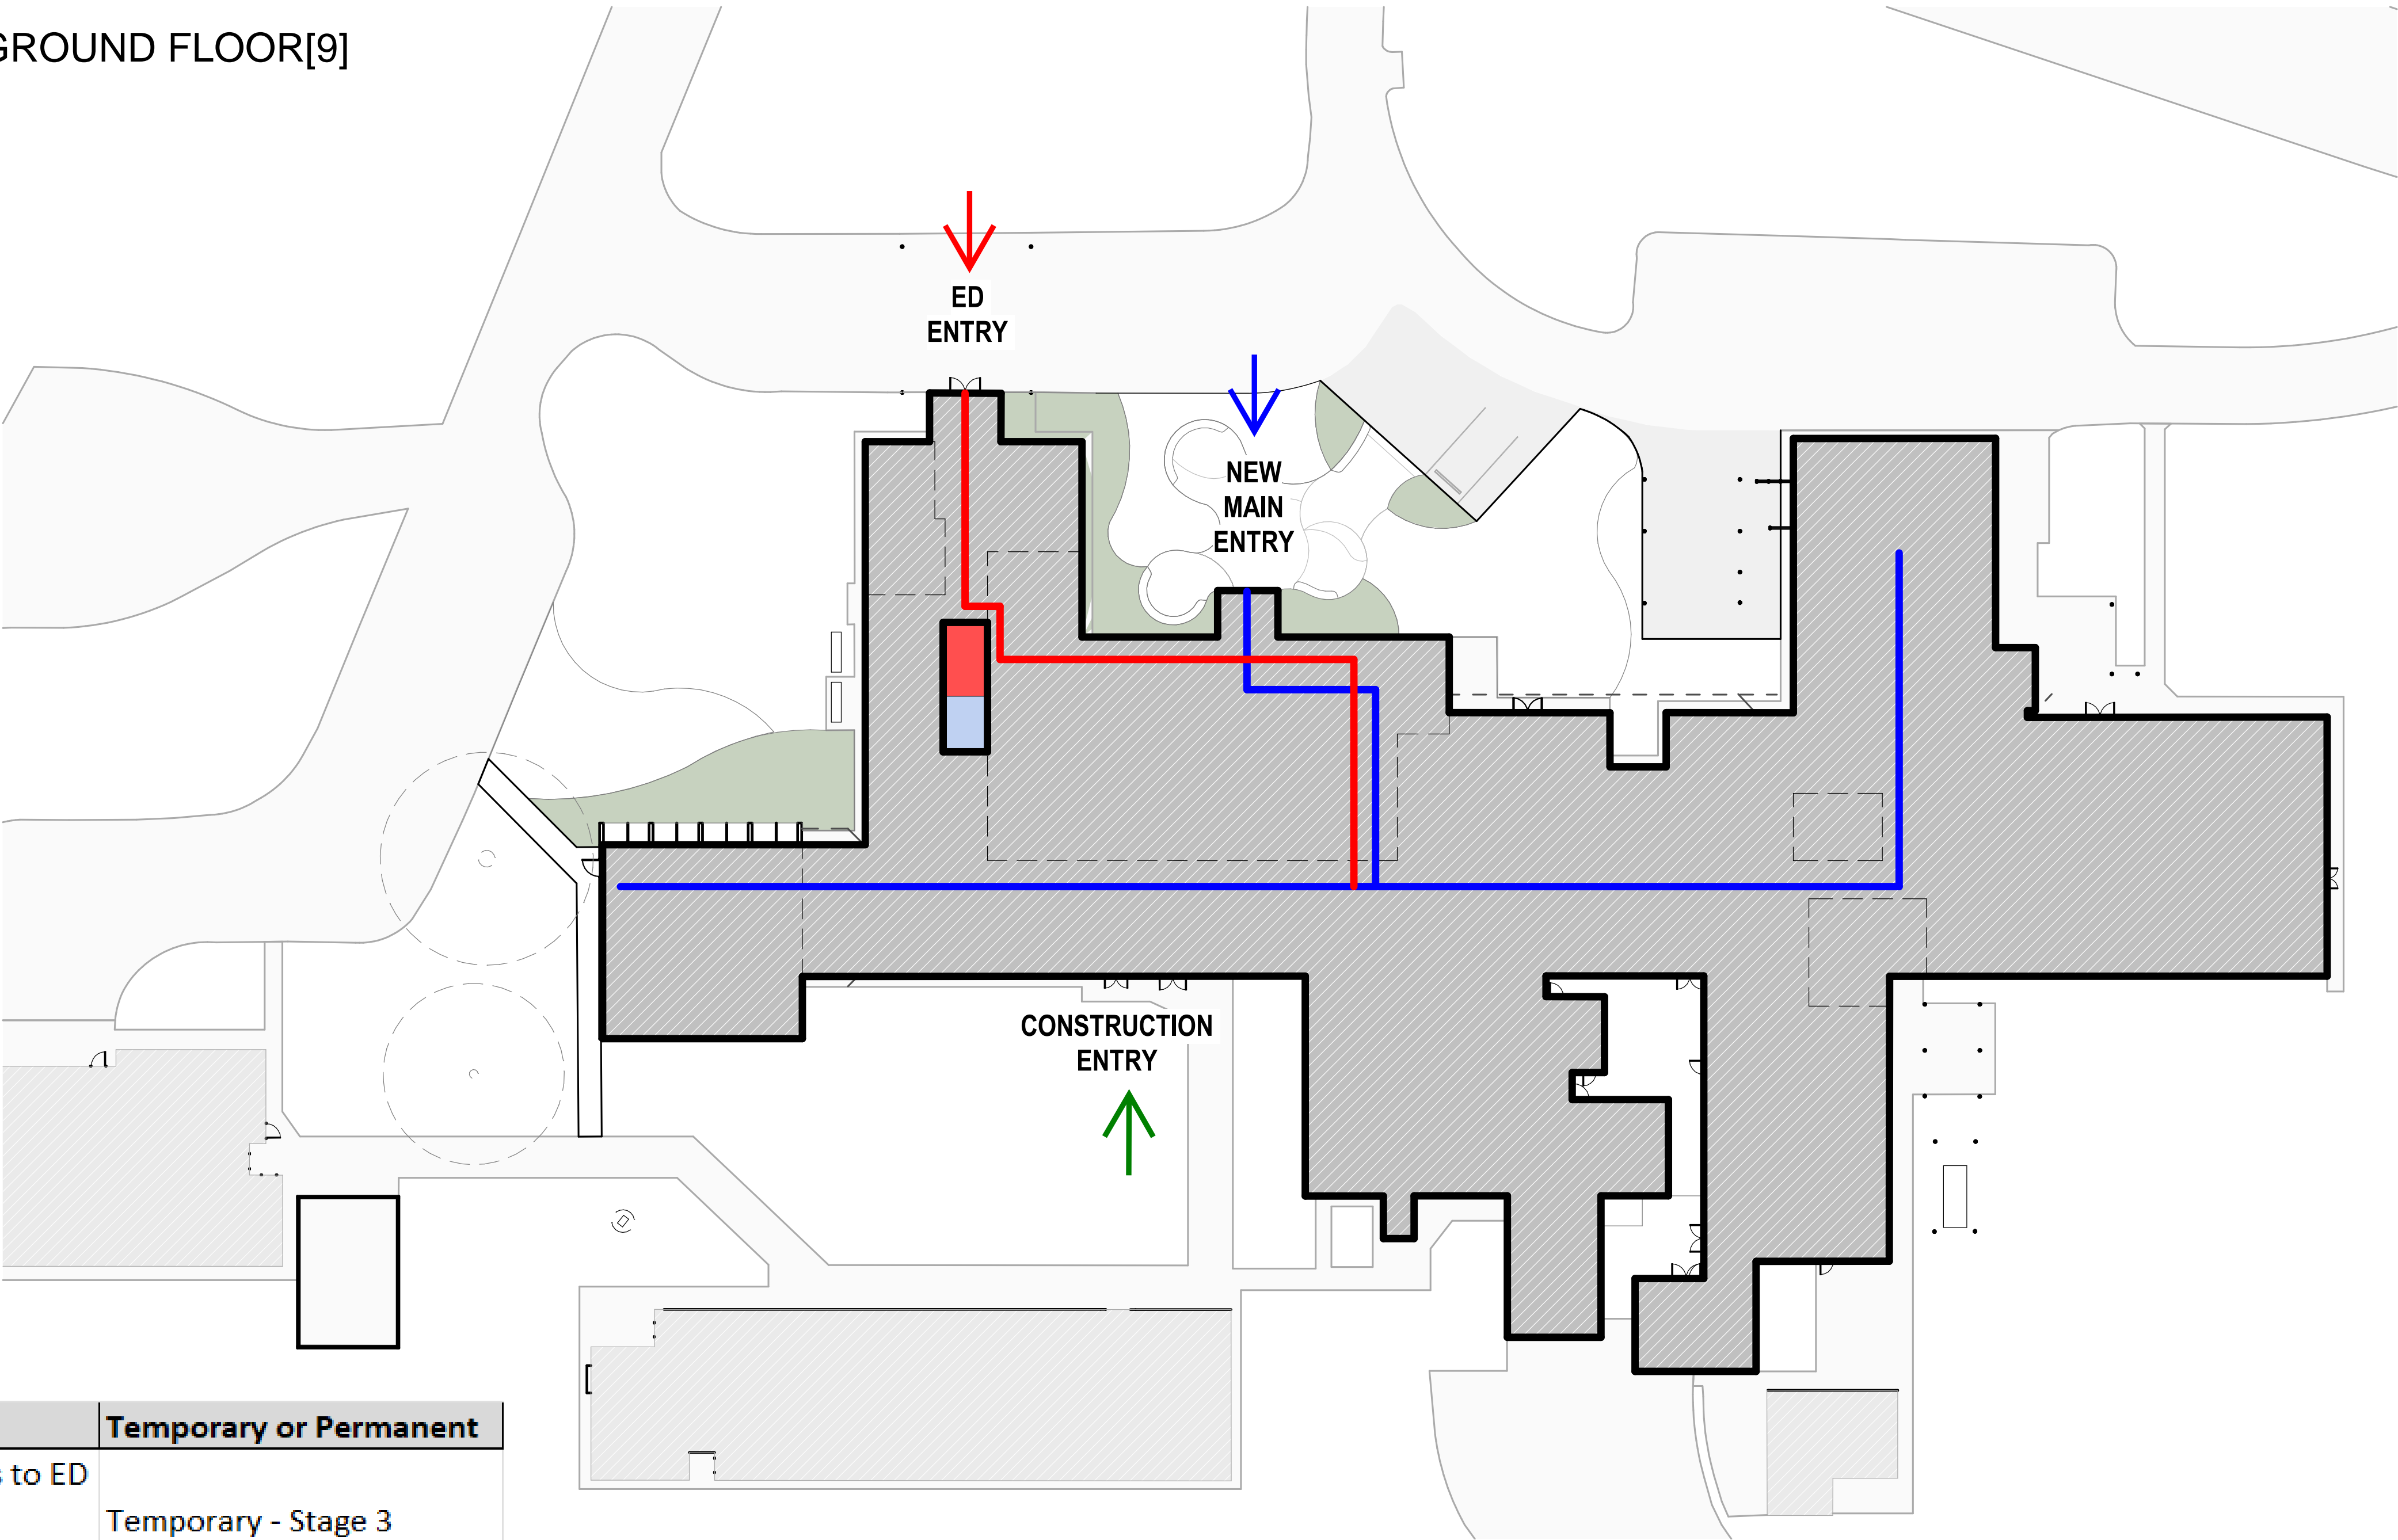 GROUND FLOOR[9]
ED
ENTRY
NEW
MAIN
ENTRY
CONSTRUCTION
ENTRY
Temporary or Permanent
to ED
Temporary - Stage 3